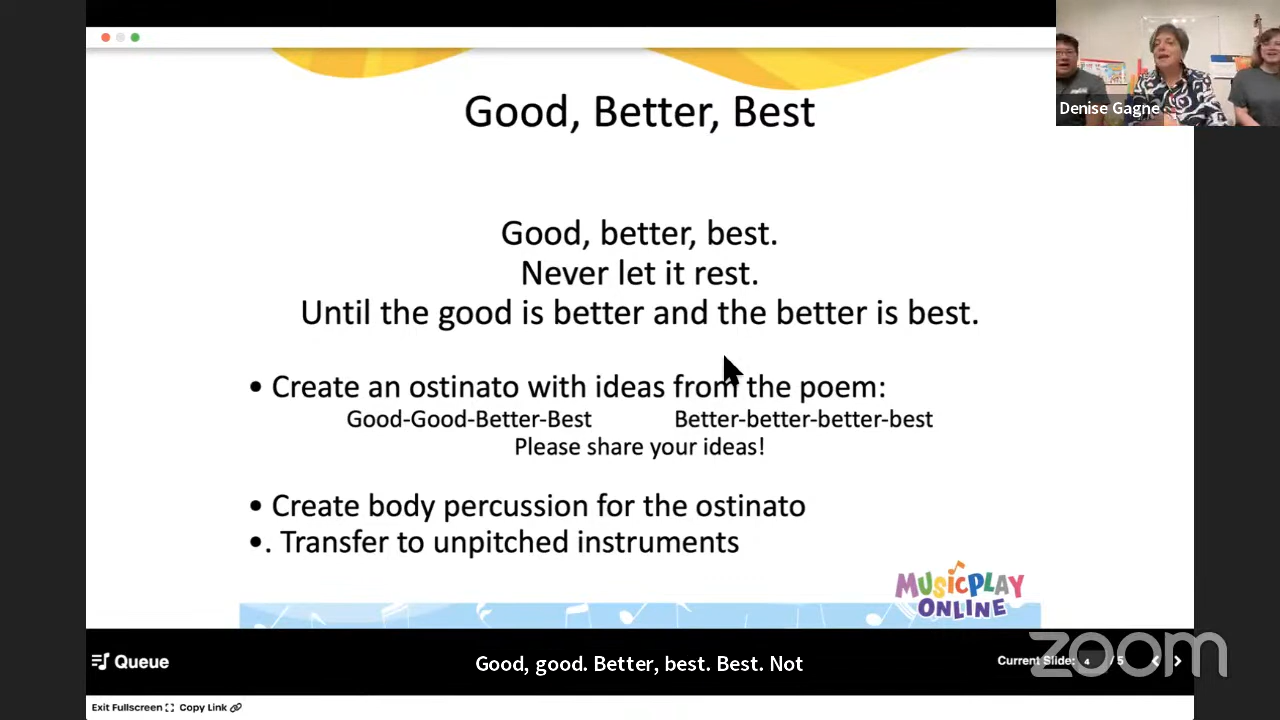 Good, Better, Best
Denise Gagne
Good, better, best.
Never let it rest.
Until the good is better and the better is best.
• Create an ostinato with ideas from the poem:
Good-Good-Better-Best Better-better-better-best
Please share your ideas!
• Create body percussion for the ostinato
•. Transfer to unpitched instruments
MUSICPLAY
ONLINE
Queue
Good, good. Better, best. Best. Not
Current Slide: 4 / 5
zoom
Exit Fullscreen Copy Link